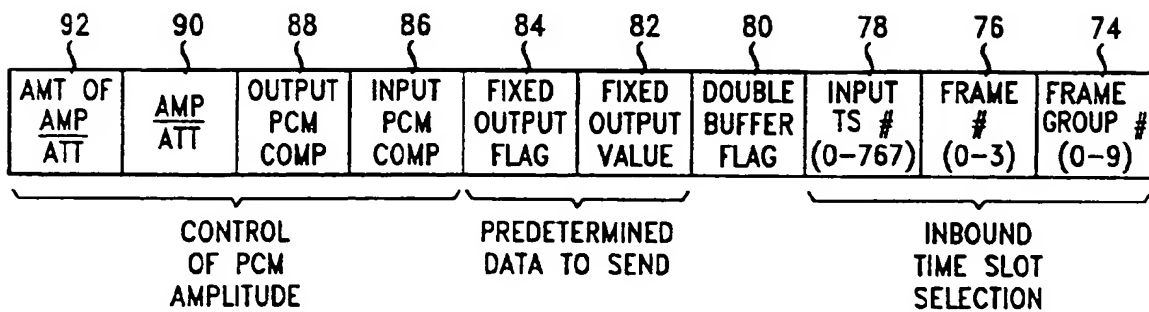 92 90 88 86 84 82 80 78 76 74
AMT OF AMP/ATT
AMP/ATT
OUTPUT PCM COMP
INPUT PCM COMP
FIXED OUTPUT FLAG
FIXED OUTPUT VALUE
DOUBLE BUFFER FLAG
INPUT TS # (0-767)
FRAME # (0-3)
FRAME GROUP # (0-9)
CONTROL
OF PCM
AMPLITUDE
PREDETERMINED
DATA TO SEND
INBOUND
TIME SLOT
SELECTION